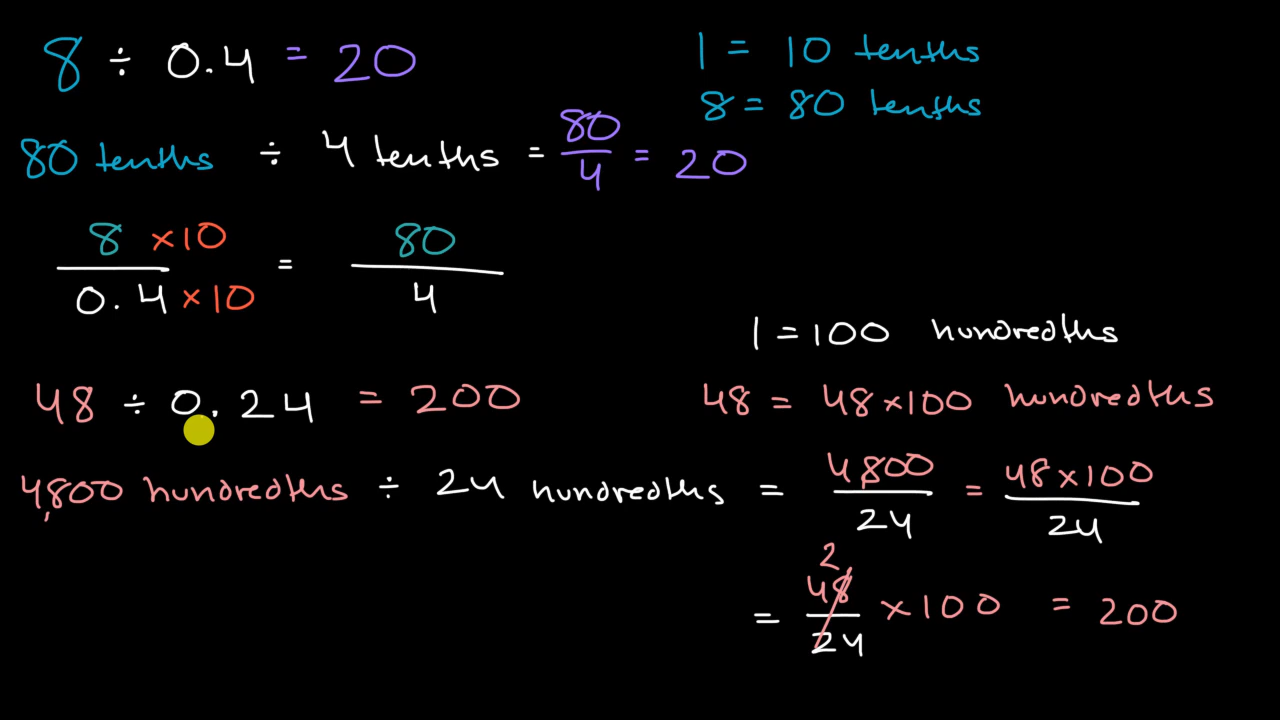 8 ÷ 0.4 = 20
1 = 10 tenths
8 = 80 tenths
80 tenths ÷ 4 tenths = 80/4 = 20
8 ×10 / 0.4 ×10 = 80/4
1 = 100 hundredths
48 ÷ 0.24 = 200
48 = 48×100 hundredths
4,800 hundredths ÷ 24 hundredths = 4,800/24 = 48×100/24
2
= 48/24 ×100 = 200